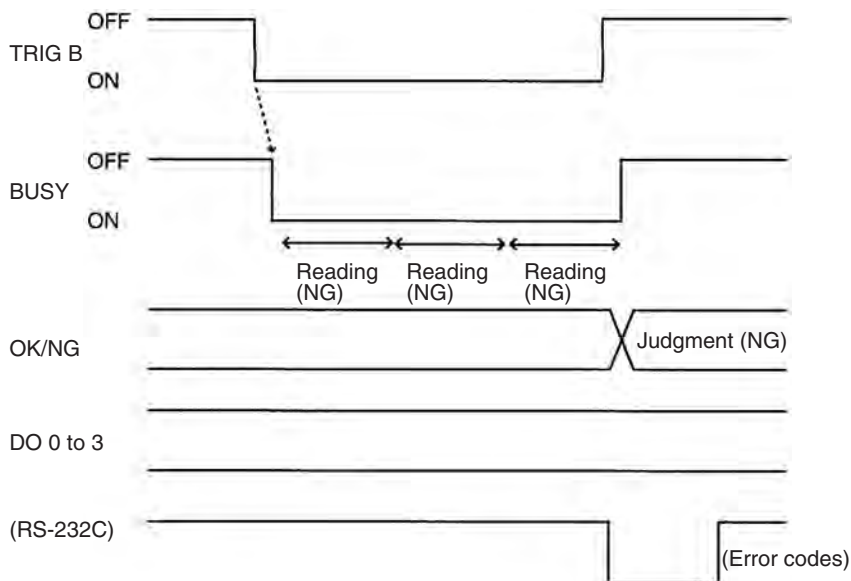 OFF
TRIG B
ON
OFF
BUSY
ON
Reading
(NG)
Reading
(NG)
Reading
(NG)
OK/NG
Judgment (NG)
DO 0 to 3
(RS-232C)
(Error codes)